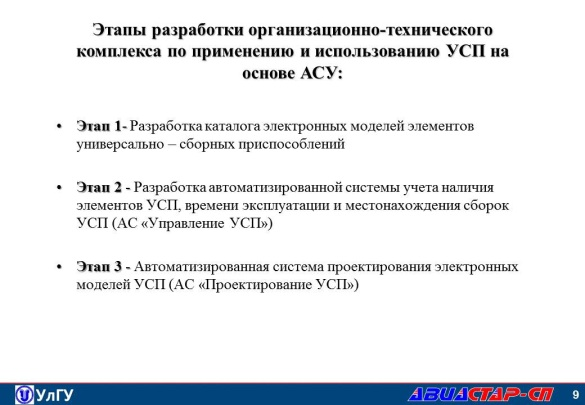 Этапы разработки организационно-технического
комплекса по применению и использованию УСП на
основе АСУ:
• Этап 1- Разработка каталога электронных моделей элементов
универсально – сборных приспособлений
• Этап 2 - Разработка автоматизированной системы учета наличия
элементов УСП, времени эксплуатации и местонахождения сборок
УСП (АС «Управление УСП»)
• Этап 3 - Автоматизированная система проектирования электронных
моделей УСП (АС «Проектирование УСП»)
УлГУ
АВИАСТАР-СП
9